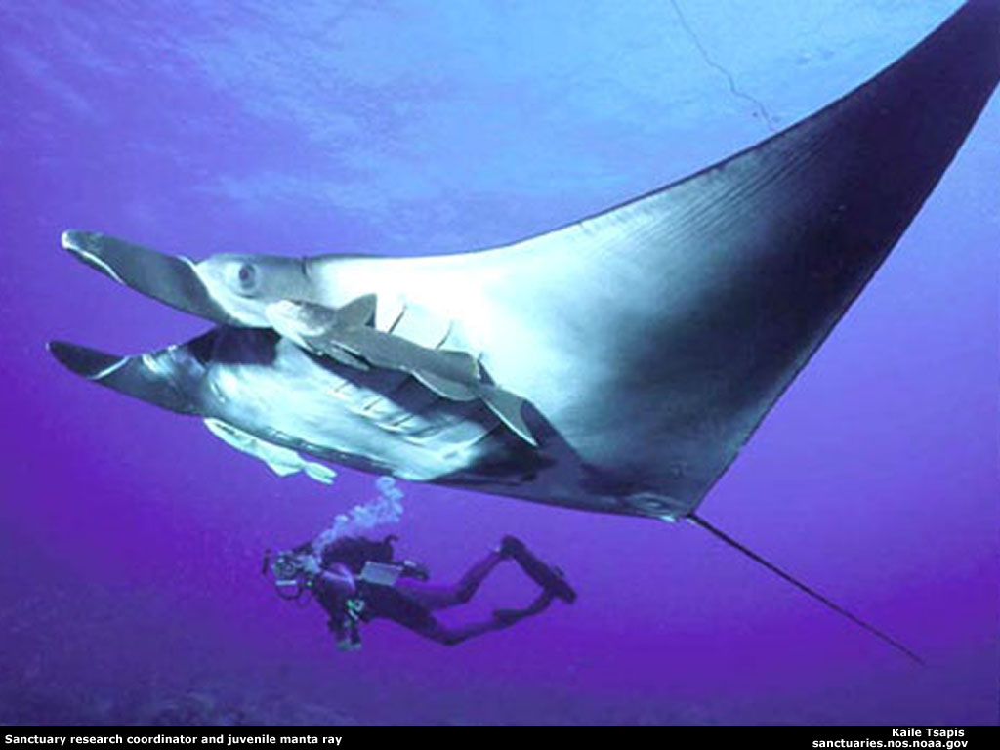 Sanctuary research coordinator and juvenile manta ray
Kaile Tsapis
sanctuaries.nos.noaa.gov